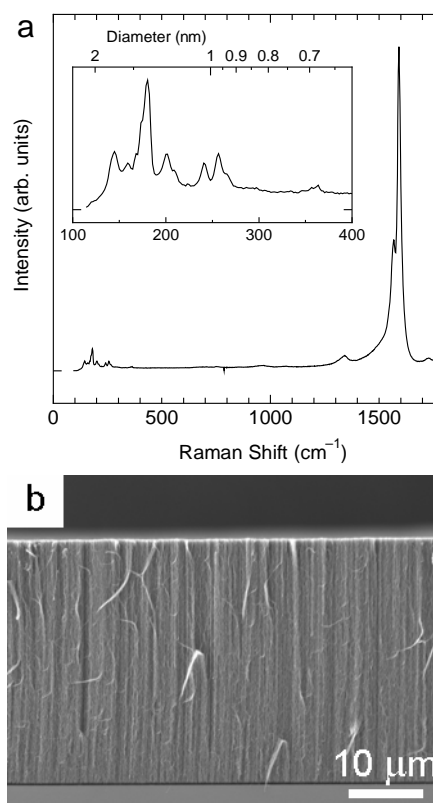 a
Diameter (nm)
2 1 0.9 0.8 0.7
100 200 300 400
Intensity (arb. units)
0 500 1000 1500
Raman Shift (cm⁻¹)
b
10 μm